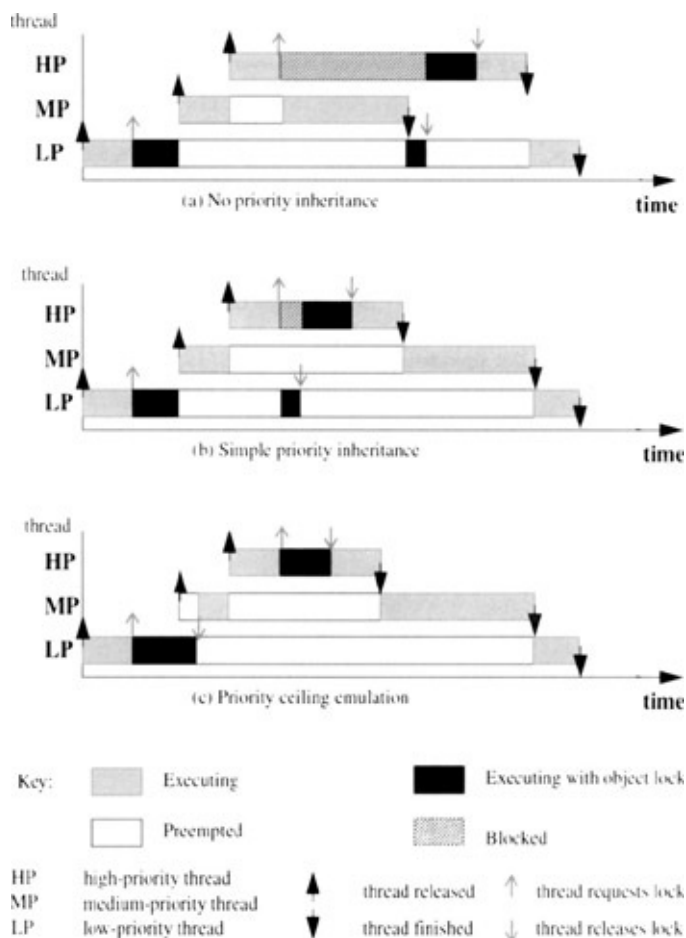 thread
HP
MP
LP
(a) No priority inheritance
time
thread
HP
MP
LP
(b) Simple priority inheritance
time
thread
HP
MP
LP
(c) Priority ceiling emulation
time
Key:
Executing
Executing with object lock
Preempted
Blocked
HP high-priority thread thread released thread requests lock
MP medium-priority thread
LP low-priority thread thread finished thread releases lock